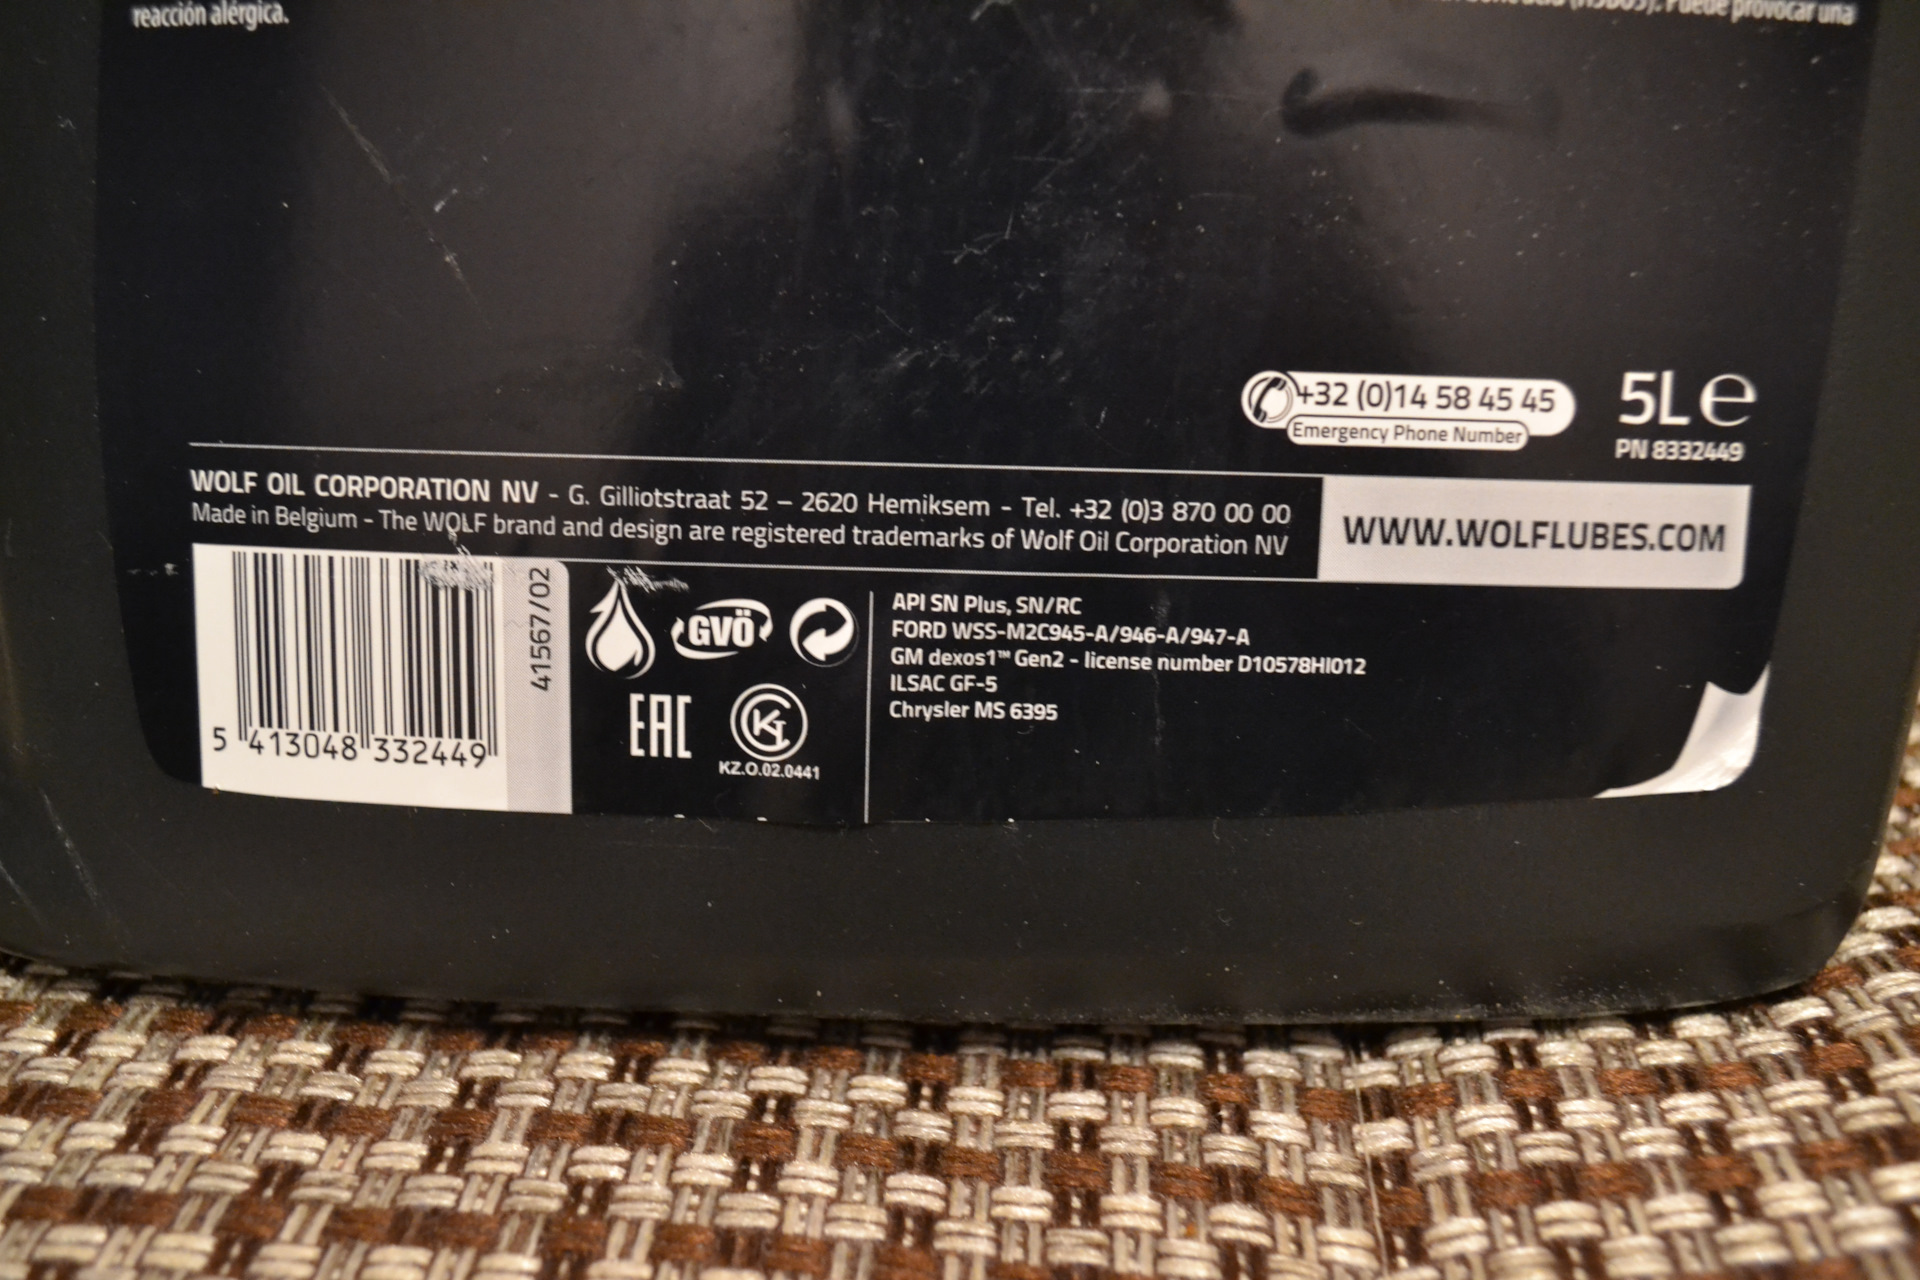 Puede provocar una
reacción alérgica.
+32 (0)14 58 45 45
Emergency Phone Number
5L e
PN 8332449
WOLF OIL CORPORATION NV - G. Gilliotstraat 52 – 2620 Hemiksem - Tel. +32 (0)3 870 00 00
Made in Belgium - The WOLF brand and design are registered trademarks of Wolf Oil Corporation NV
WWW.WOLFLUBES.COM
5 413048 332449
41567/02
GVÖ
EAC
KZ.O.02.0441
API SN Plus, SN/RC
FORD WSS-M2C945-A/946-A/947-A
GM dexos1™ Gen2 - license number D10578HI012
ILSAC GF-5
Chrysler MS 6395